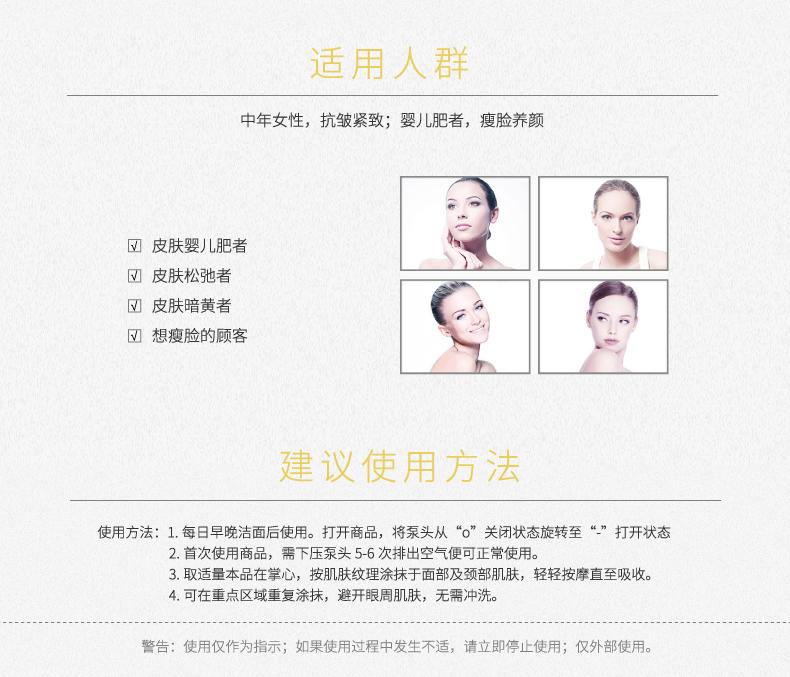 适用人群
中年女性，抗皱紧致；婴儿肥者，瘦脸养颜
☑ 皮肤婴儿肥者
☑ 皮肤松弛者
☑ 皮肤暗黄者
☑ 想瘦脸的顾客
建议使用方法
使用方法：1. 每日早晚洁面后使用。打开商品，将泵头从“o”关闭状态旋转至“-”打开状态
2. 首次使用商品，需下压泵头 5-6 次排出空气便可正常使用。
3. 取适量本品在掌心，按肌肤纹理涂抹于面部及颈部肌肤，轻轻按摩直至吸收。
4. 可在重点区域重复涂抹，避开眼周肌肤，无需冲洗。
警告：使用仅作为指示；如果使用过程中发生不适，请立即停止使用；仅外部使用。